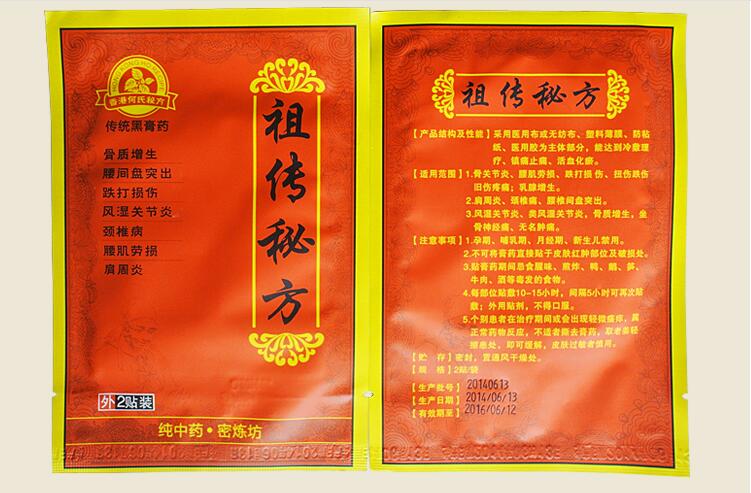 HONG KONG HO
香港何氏秘方
传统黑膏药
骨质增生
腰间盘突出
跌打损伤
风湿关节炎
颈椎病
腰肌劳损
肩周炎
祖传秘方
外2贴装
纯中药·密炼坊
祖传秘方
【产品结构及性能】采用医用布或无纺布、塑料薄膜、防粘
纸、医用胶为主体部分，能达到冷敷理
疗、镇痛止痛、活血化瘀。
【适用范围】1.骨关节炎、腰肌劳损、跌打损伤、扭伤跌伤
旧伤疼痛；乳腺增生。
2.肩周炎、颈椎痛、腰椎间盘突出。
3.风湿关节炎、类风湿关节炎，骨质增生，坐
骨神经痛、无名肿痛。
【注意事项】1.孕期、哺乳期、月经期、新生儿禁用。
2.不可将膏药直接贴于皮肤红肿部位及破损处。
3.贴膏药期间忌食腥味、煎炸、鸭、鹅、笋、
牛肉、酒等毒发的食物。
4.每部位贴敷10-15小时，间隔5小时可再次贴
敷；外用贴剂，不得口服。
5.个别患者在治疗期间或会出现轻微瘙痒，属
正常药物反应，不适者撕去膏药，取老姜轻
擦患处，即可缓解，皮肤过敏者慎用。
【贮 存】密封，置通风干燥处。
【规 格】2贴/袋
【生产批号】20140613
【生产日期】2014/06/13
【有效期至】2016/06/12